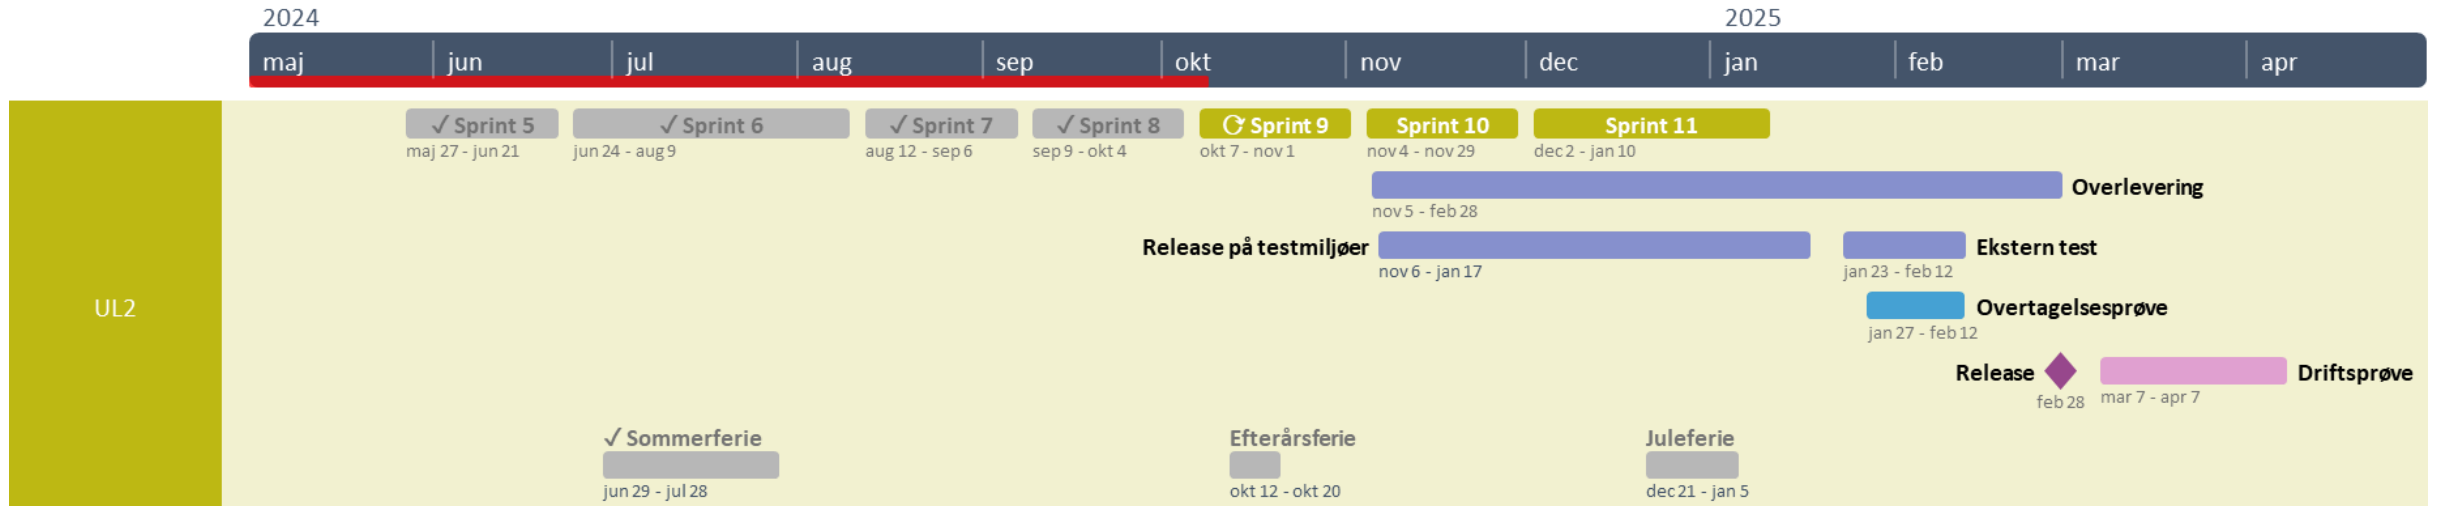 2024
2025
maj
jun
jul
aug
sep
okt
nov
dec
jan
feb
mar
apr
✓ Sprint 5
✓ Sprint 6
✓ Sprint 7
✓ Sprint 8
Sprint 9
Sprint 10
Sprint 11
maj 27 - jun 21
jun 24 - aug 9
aug 12 - sep 6
sep 9 - okt 4
okt 7 - nov 1
nov 4 - nov 29
dec 2 - jan 10
Overlevering
nov 5 - feb 28
Release på testmiljøer
Ekstern test
nov 6 - jan 17
jan 23 - feb 12
UL2
Overtagelsesprøve
jan 27 - feb 12
Release
Driftsprøve
feb 28
mar 7 - apr 7
✓ Sommerferie
Efterårsferie
Juleferie
jun 29 - jul 28
okt 12 - okt 20
dec 21 - jan 5